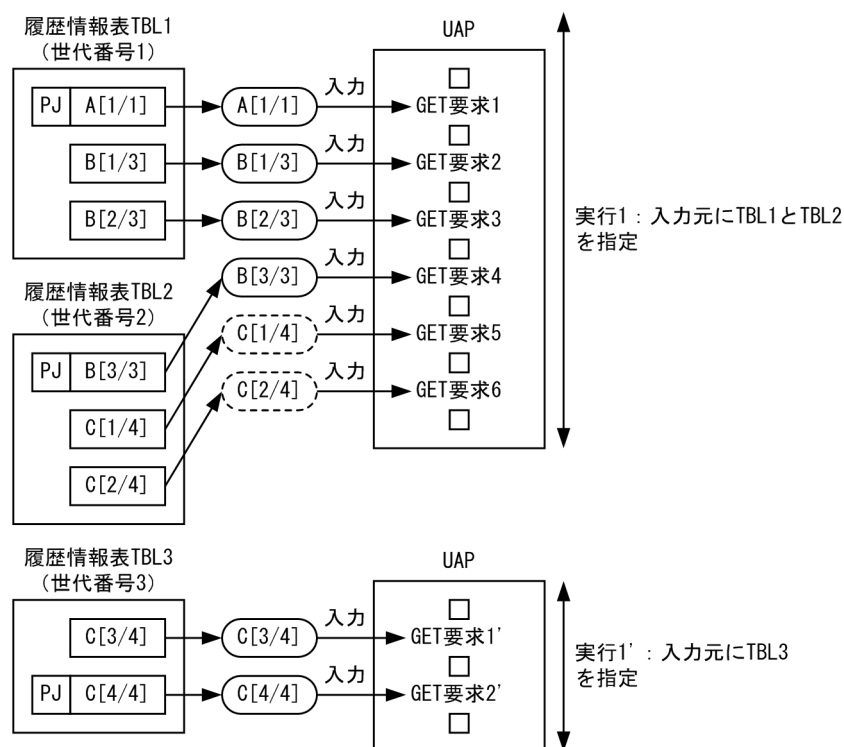 履歴情報表TBL1
(世代番号1)
UAP
PJ A[1/1]
A[1/1]
入力
GET要求1
B[1/3]
B[1/3]
入力
GET要求2
B[2/3]
B[2/3]
入力
GET要求3
実行1：入力元にTBL1とTBL2
を指定
B[3/3]
入力
GET要求4
履歴情報表TBL2
(世代番号2)
C[1/4]
入力
GET要求5
PJ B[3/3]
C[2/4]
入力
GET要求6
C[1/4]
C[2/4]
履歴情報表TBL3
(世代番号3)
UAP
C[3/4]
C[3/4]
入力
GET要求1'
PJ C[4/4]
C[4/4]
入力
GET要求2'
実行1'：入力元にTBL3
を指定